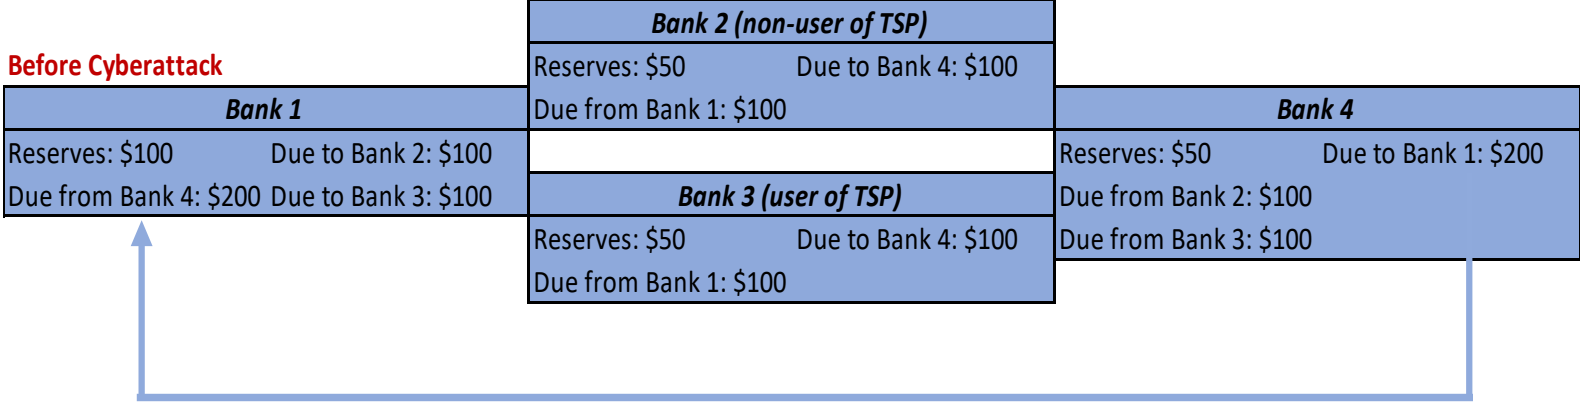 Before Cyberattack
Bank 1
Reserves: $100 Due to Bank 2: $100
Due from Bank 4: $200 Due to Bank 3: $100
Bank 2 (non-user of TSP)
Reserves: $50 Due to Bank 4: $100
Due from Bank 1: $100
Bank 3 (user of TSP)
Reserves: $50 Due to Bank 4: $100
Due from Bank 1: $100
Bank 4
Reserves: $50 Due to Bank 1: $200
Due from Bank 2: $100
Due from Bank 3: $100